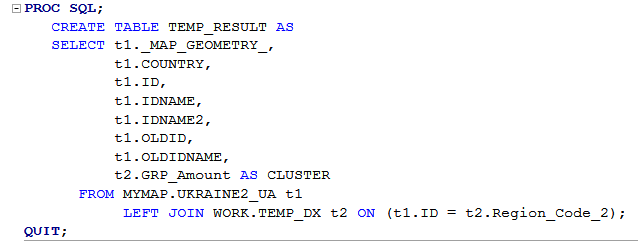 PROC SQL;
CREATE TABLE TEMP_RESULT AS
SELECT t1._MAP_GEOMETRY_,
t1.COUNTRY,
t1.ID,
t1.IDNAME,
t1.IDNAME2,
t1.OLDID,
t1.OLDIDNAME,
t2.GRP_Amount AS CLUSTER
FROM MYMAP.UKRAINE2_UA t1
LEFT JOIN WORK.TEMP_DX t2 ON (t1.ID = t2.Region_Code_2);
QUIT;